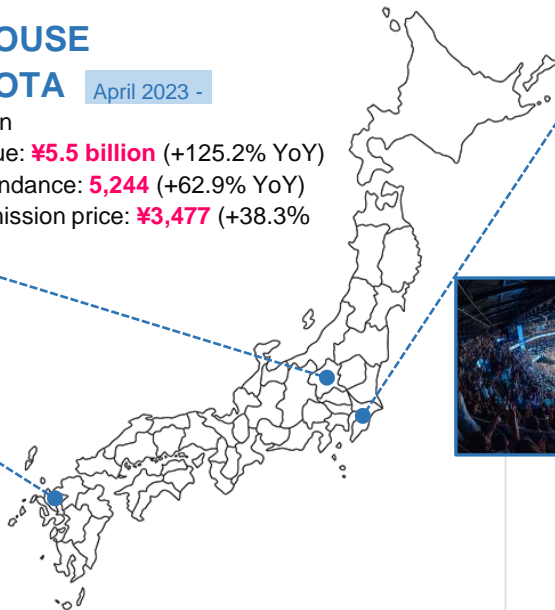 OUSE
OTA April 2023 -
n
ue: ¥5.5 billion (+125.2% YoY)
ndance: 5,244 (+62.9% YoY)
nission price: ¥3,477 (+38.3%